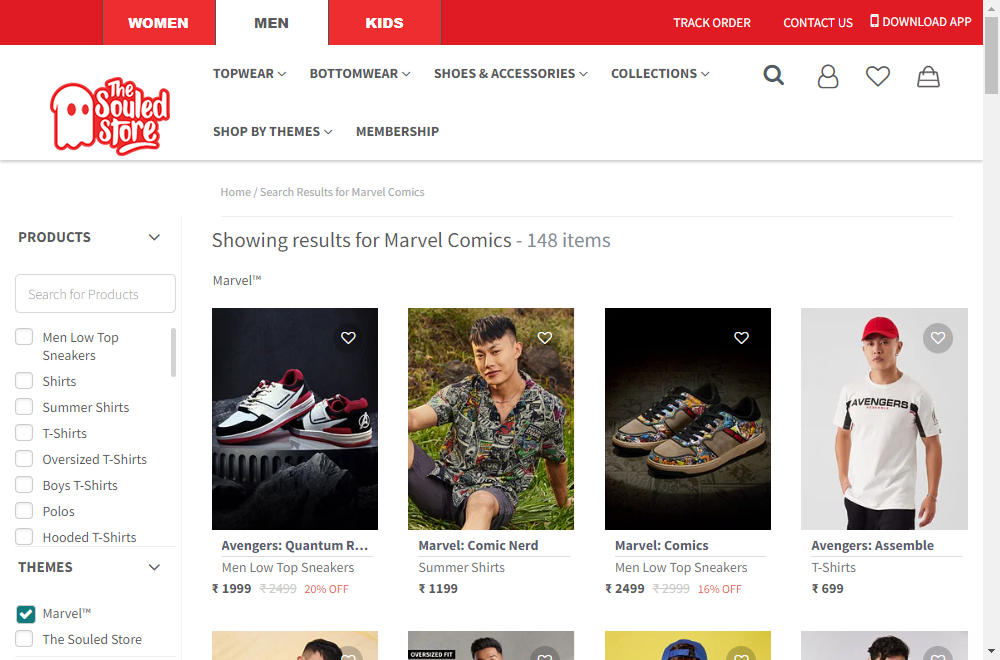 WOMEN
MEN
KIDS
TRACK ORDER
CONTACT US
DOWNLOAD APP
The Souled Store
TOPWEAR
BOTTOMWEAR
SHOES & ACCESSORIES
COLLECTIONS
SHOP BY THEMES
MEMBERSHIP
Home / Search Results for Marvel Comics
PRODUCTS
Search for Products
Men Low Top
Sneakers
Shirts
Summer Shirts
T-Shirts
Oversized T-Shirts
Boys T-Shirts
Polos
Hooded T-Shirts
THEMES
Marvel™
The Souled Store
Showing results for Marvel Comics - 148 items
Marvel™
AVENGERS
Avengers: Quantum R...
Men Low Top Sneakers
₹ 1999 ₹ 2499 20% OFF
Marvel: Comic Nerd
Summer Shirts
₹ 1199
Marvel: Comics
Men Low Top Sneakers
₹ 2499 ₹ 2999 16% OFF
Avengers: Assemble
T-Shirts
₹ 699
OVERSIZED FIT